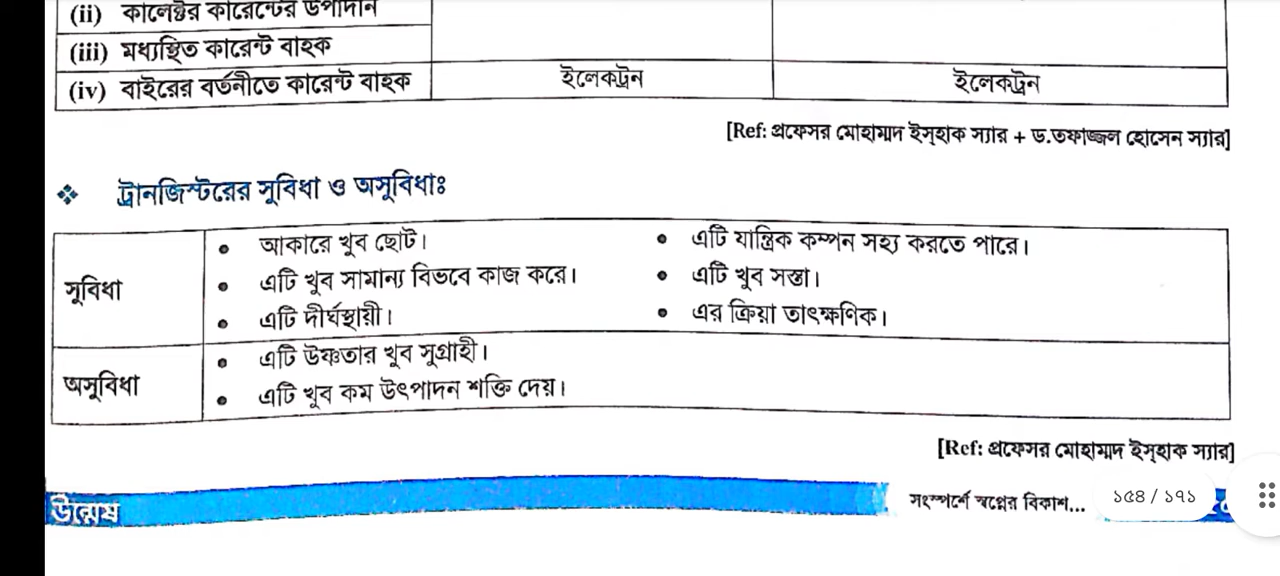 (ii) কালেক্টর কারেন্টের উপাদান
(iii) মধ্যস্থিত কারেন্ট বাহক
(iv) বাইরের বর্তনীতে কারেন্ট বাহক ইলেকট্রন ইলেকট্রন
[Ref: প্রফেসর মোহাম্মদ ইস্‌হাক স্যার + ড.তফাজ্জল হোসেন স্যার]
❖ ট্রানজিস্টরের সুবিধা ও অসুবিধাঃ
সুবিধা
• আকারে খুব ছোট।
• এটি খুব সামান্য বিভবে কাজ করে।
• এটি দীর্ঘস্থায়ী।
• এটি যান্ত্রিক কম্পন সহ্য করতে পারে।
• এটি খুব সস্তা।
• এর ক্রিয়া তাৎক্ষণিক।
অসুবিধা
• এটি উষ্ণতার খুব সুগ্রাহী।
• এটি খুব কম উৎপাদন শক্তি দেয়।
[Ref: প্রফেসর মোহাম্মাদ ইস্‌হাক স্যার]
উন্মেষ
সংস্পর্শে স্বপ্নের বিকাশ...
১৫৪ / ১৭১